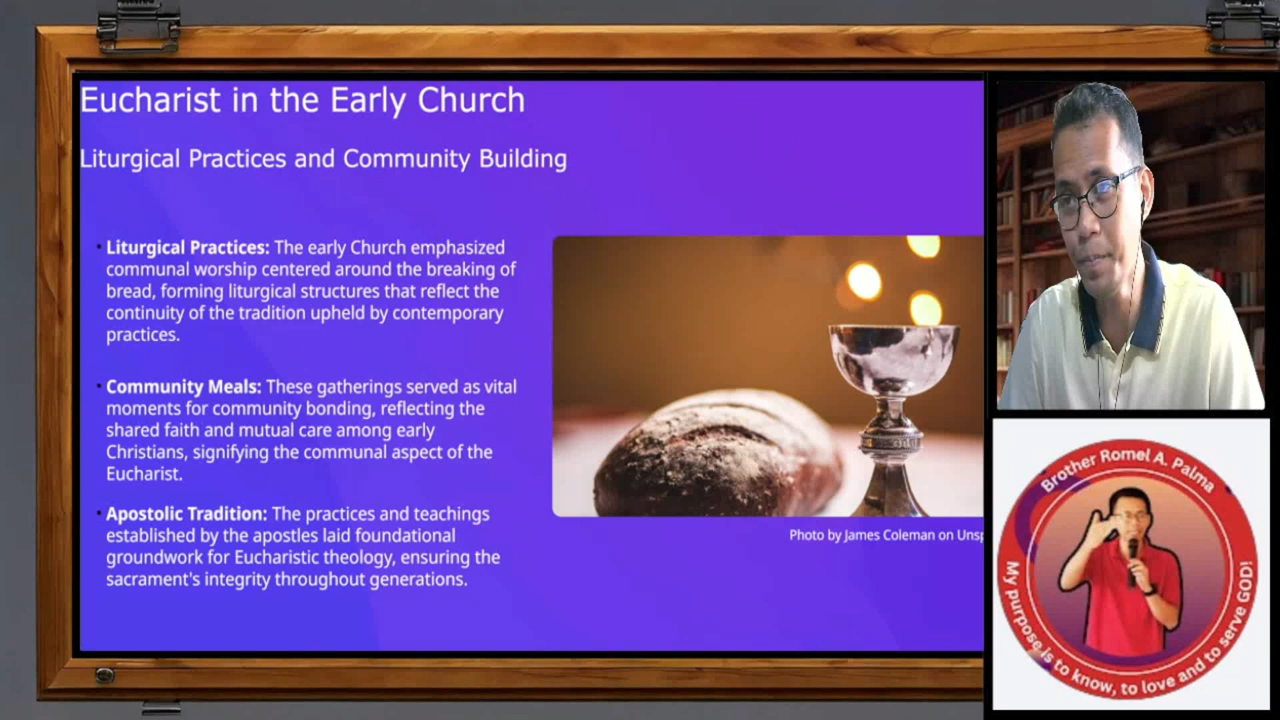 Eucharist in the Early Church
Liturgical Practices and Community Building
• Liturgical Practices: The early Church emphasized
communal worship centered around the breaking of
bread, forming liturgical structures that reflect the
continuity of the tradition upheld by contemporary
practices.
• Community Meals: These gatherings served as vital
moments for community bonding, reflecting the
shared faith and mutual care among early
Christians, signifying the communal aspect of the
Eucharist.
• Apostolic Tradition: The practices and teachings
established by the apostles laid foundational
groundwork for Eucharistic theology, ensuring the
sacrament's integrity throughout generations.
Photo by James Coleman on Unsp
Brother Romel A. Palma
My purpose is to know, to love and to serve GOD!